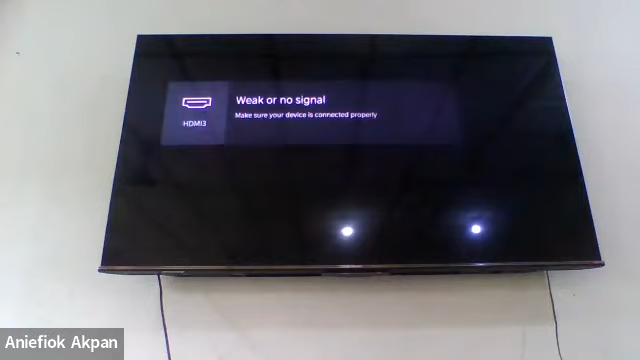 Weak or no signal
Make sure your device is connected properly
HDMI3
Aniefiok Akpan